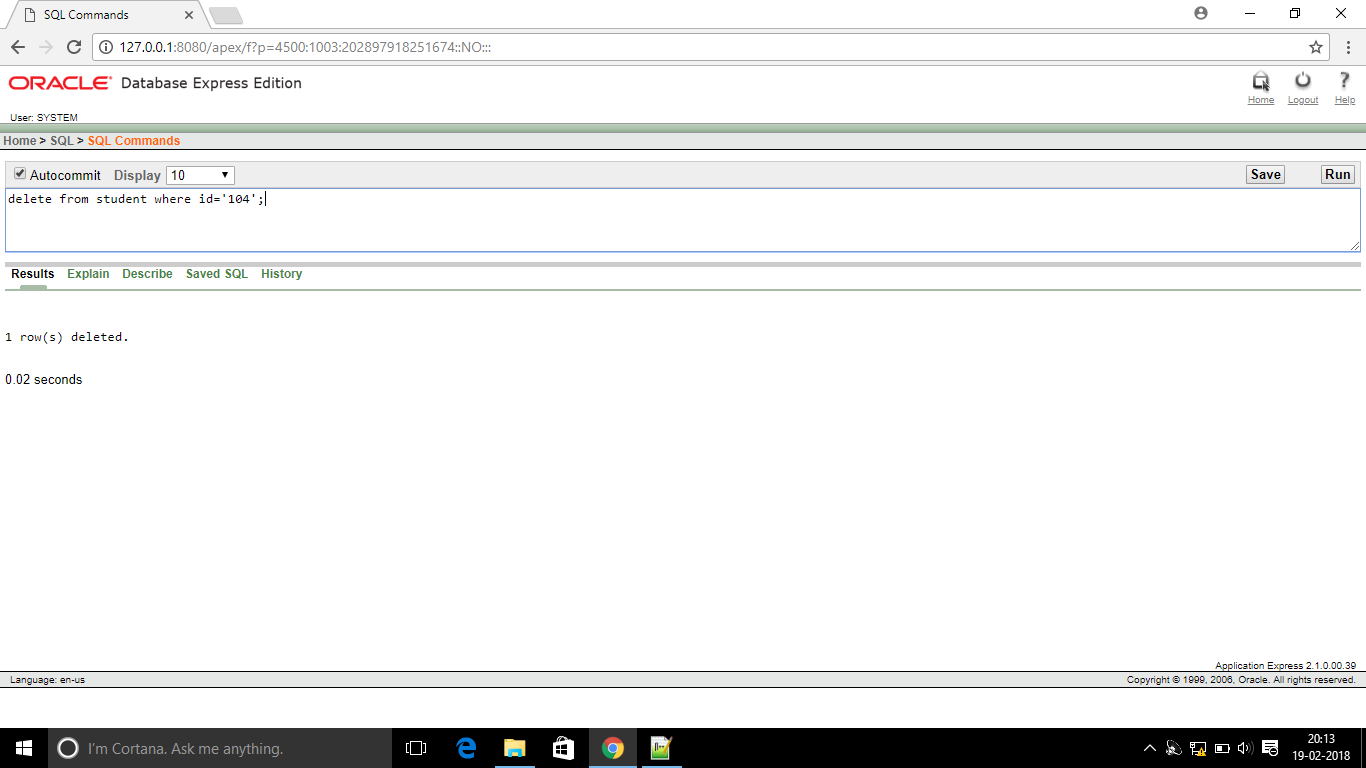 SQL Commands
127.0.0.1:8080/apex/f?p=4500:1003:202897918251674::NO:::
ORACLE Database Express Edition
Home Logout Help
User: SYSTEM
Home > SQL > SQL Commands
Autocommit Display 10 Save Run
delete from student where id='104';
Results Explain Describe Saved SQL History
1 row(s) deleted.
0.02 seconds
Application Express 2.1.0.00.39
Language: en-us Copyright © 1999, 2006, Oracle. All rights reserved.
I'm Cortana. Ask me anything.
20:13
19-02-2018